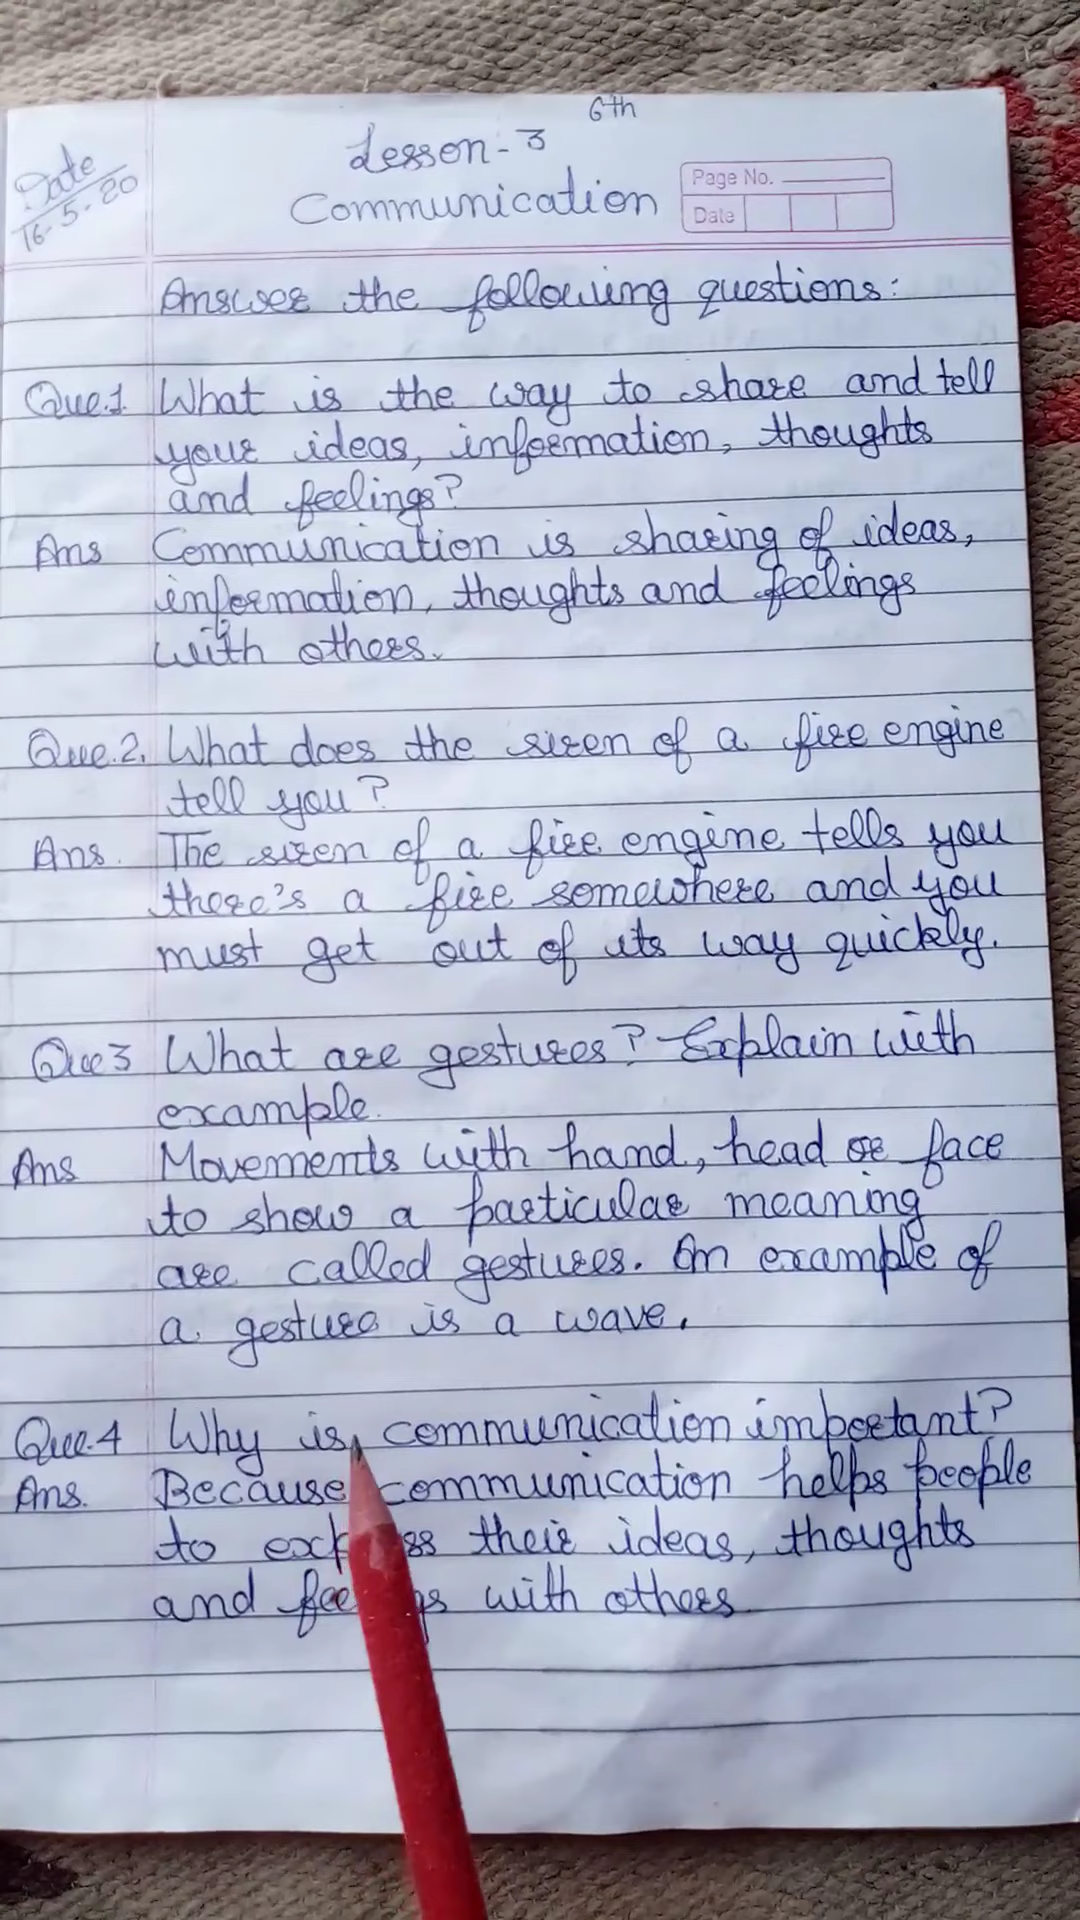 6th
Lesson-3
Communication
Date
16-5-20
Page No.
Date
Answer the following questions:
Que.1. What is the way to share and tell
your ideas, information, thoughts
and feelings?
Ans Communication is sharing of ideas,
information, thoughts and feelings
with others.
Que.2. What does the siren of a fire engine
tell you?
Ans. The siren of a fire engine tells you
there's a fire somewhere and you
must get out of its way quickly.
Que3 What are gestures? Explain with
example.
Ans Movements with hand, head or face
to show a particular meaning
are called gestures. An example of
a gesture is a wave.
Que.4 Why is communication important?
Ans. Because communication helps people
to their ideas, thoughts
and with others.